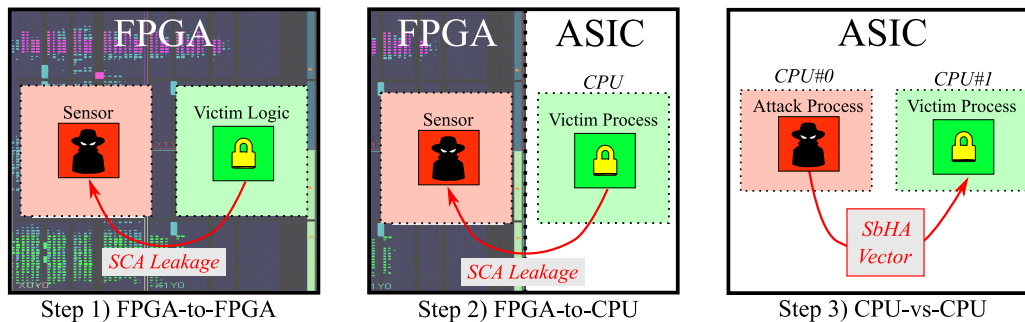 FPGA
Sensor
Victim Logic
SCA Leakage
X0Y0
X1Y0
Step 1) FPGA-to-FPGA
FPGA
ASIC
CPU
Sensor
Victim Process
SCA Leakage
Step 2) FPGA-to-CPU
ASIC
CPU#0
CPU#1
Attack Process
Victim Process
SbHA
Vector
Step 3) CPU-vs-CPU